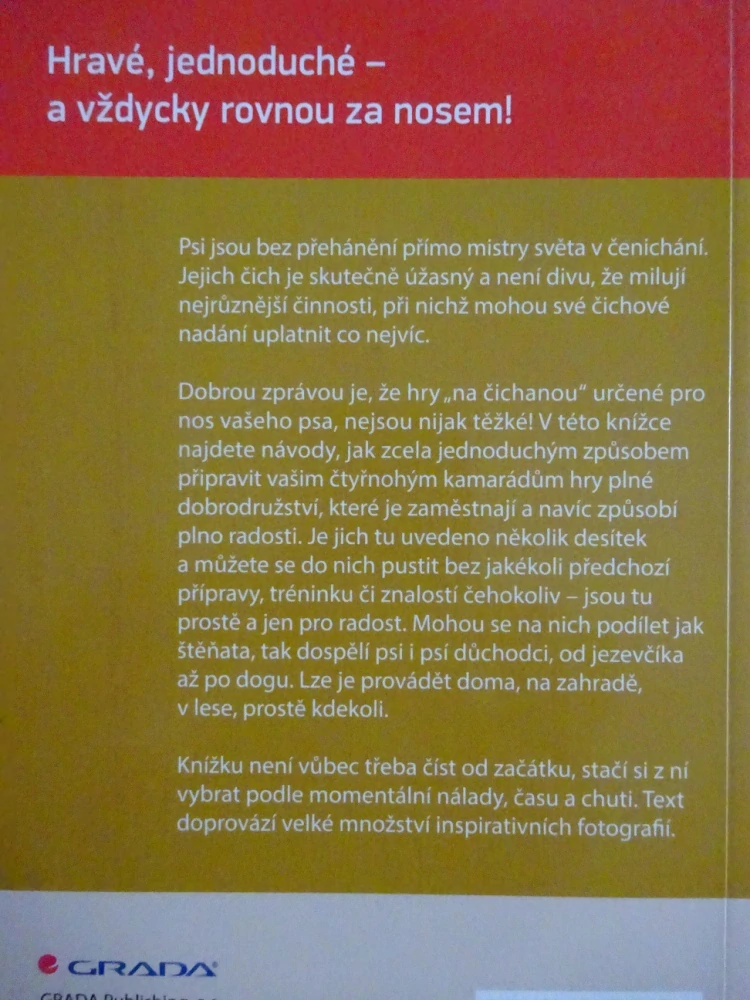 Hravé, jednoduché –
a vždycky rovnou za nosem!
Psi jsou bez přehánění přímo mistry světa v čenichání.
Jejich čich je skutečně úžasný a není divu, že milují
nejrůznější činnosti, při nichž mohou své čichové
nadání uplatnit co nejvíc.
Dobrou zprávou je, že hry „na čichanou“ určené pro
nos vašeho psa, nejsou nijak těžké! V této knížce
najdete návody, jak zcela jednoduchým způsobem
připravit vašim čtyřnohým kamarádům hry plné
dobrodružství, které je zaměstnají a navíc způsobí
plno radosti. Je jich tu uvedeno několik desítek
a můžete se do nich pustit bez jakékoli předchozí
přípravy, tréninku či znalostí čehokoliv – jsou tu
prostě a jen pro radost. Mohou se na nich podílet jak
štěňata, tak dospělí psi i psí důchodci, od jezevčíka
až po dogu. Lze je provádět doma, na zahradě,
v lese, prostě kdekoli.
Knížku není vůbec třeba číst od začátku, stačí si z ní
vybrat podle momentální nálady, času a chuti. Text
doprovází velké množství inspirativních fotografií.
GRADA
GRADA Publishing